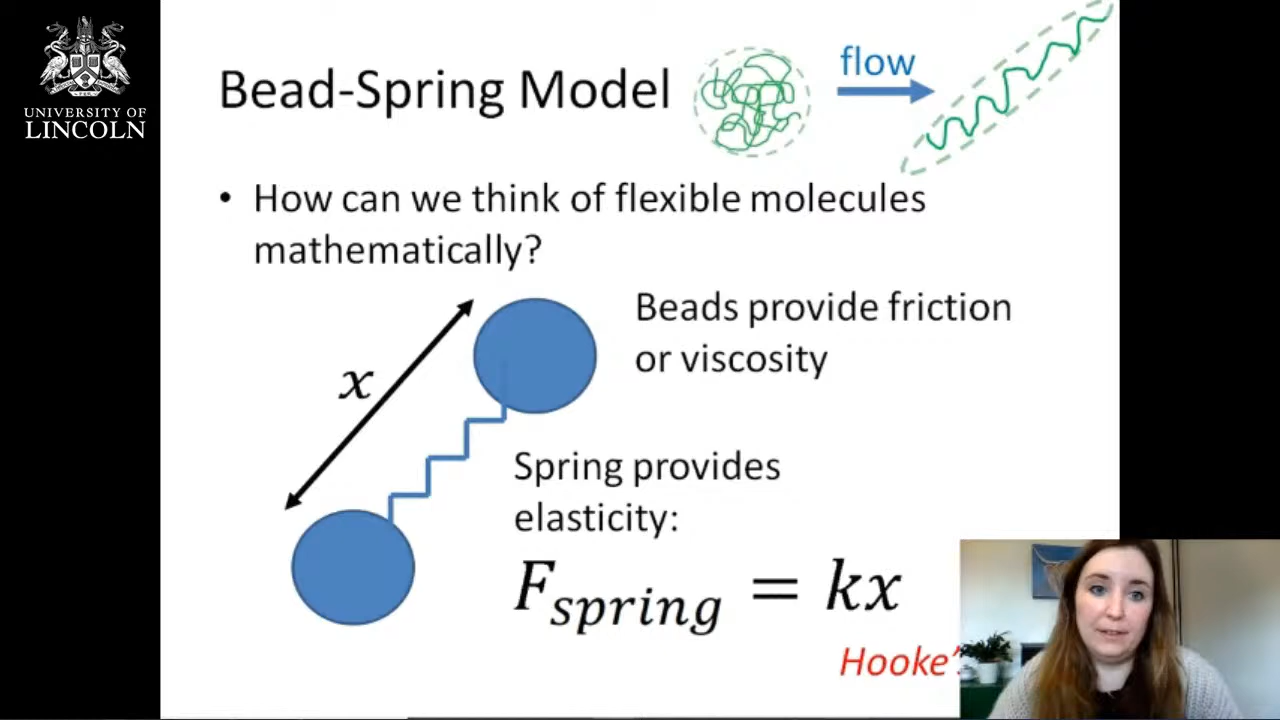 UNIVERSITY OF
LINCOLN
Bead-Spring Model
flow
• How can we think of flexible molecules
mathematically?
Beads provide friction
or viscosity
x
Spring provides
elasticity:
F_spring = kx
Hooke'